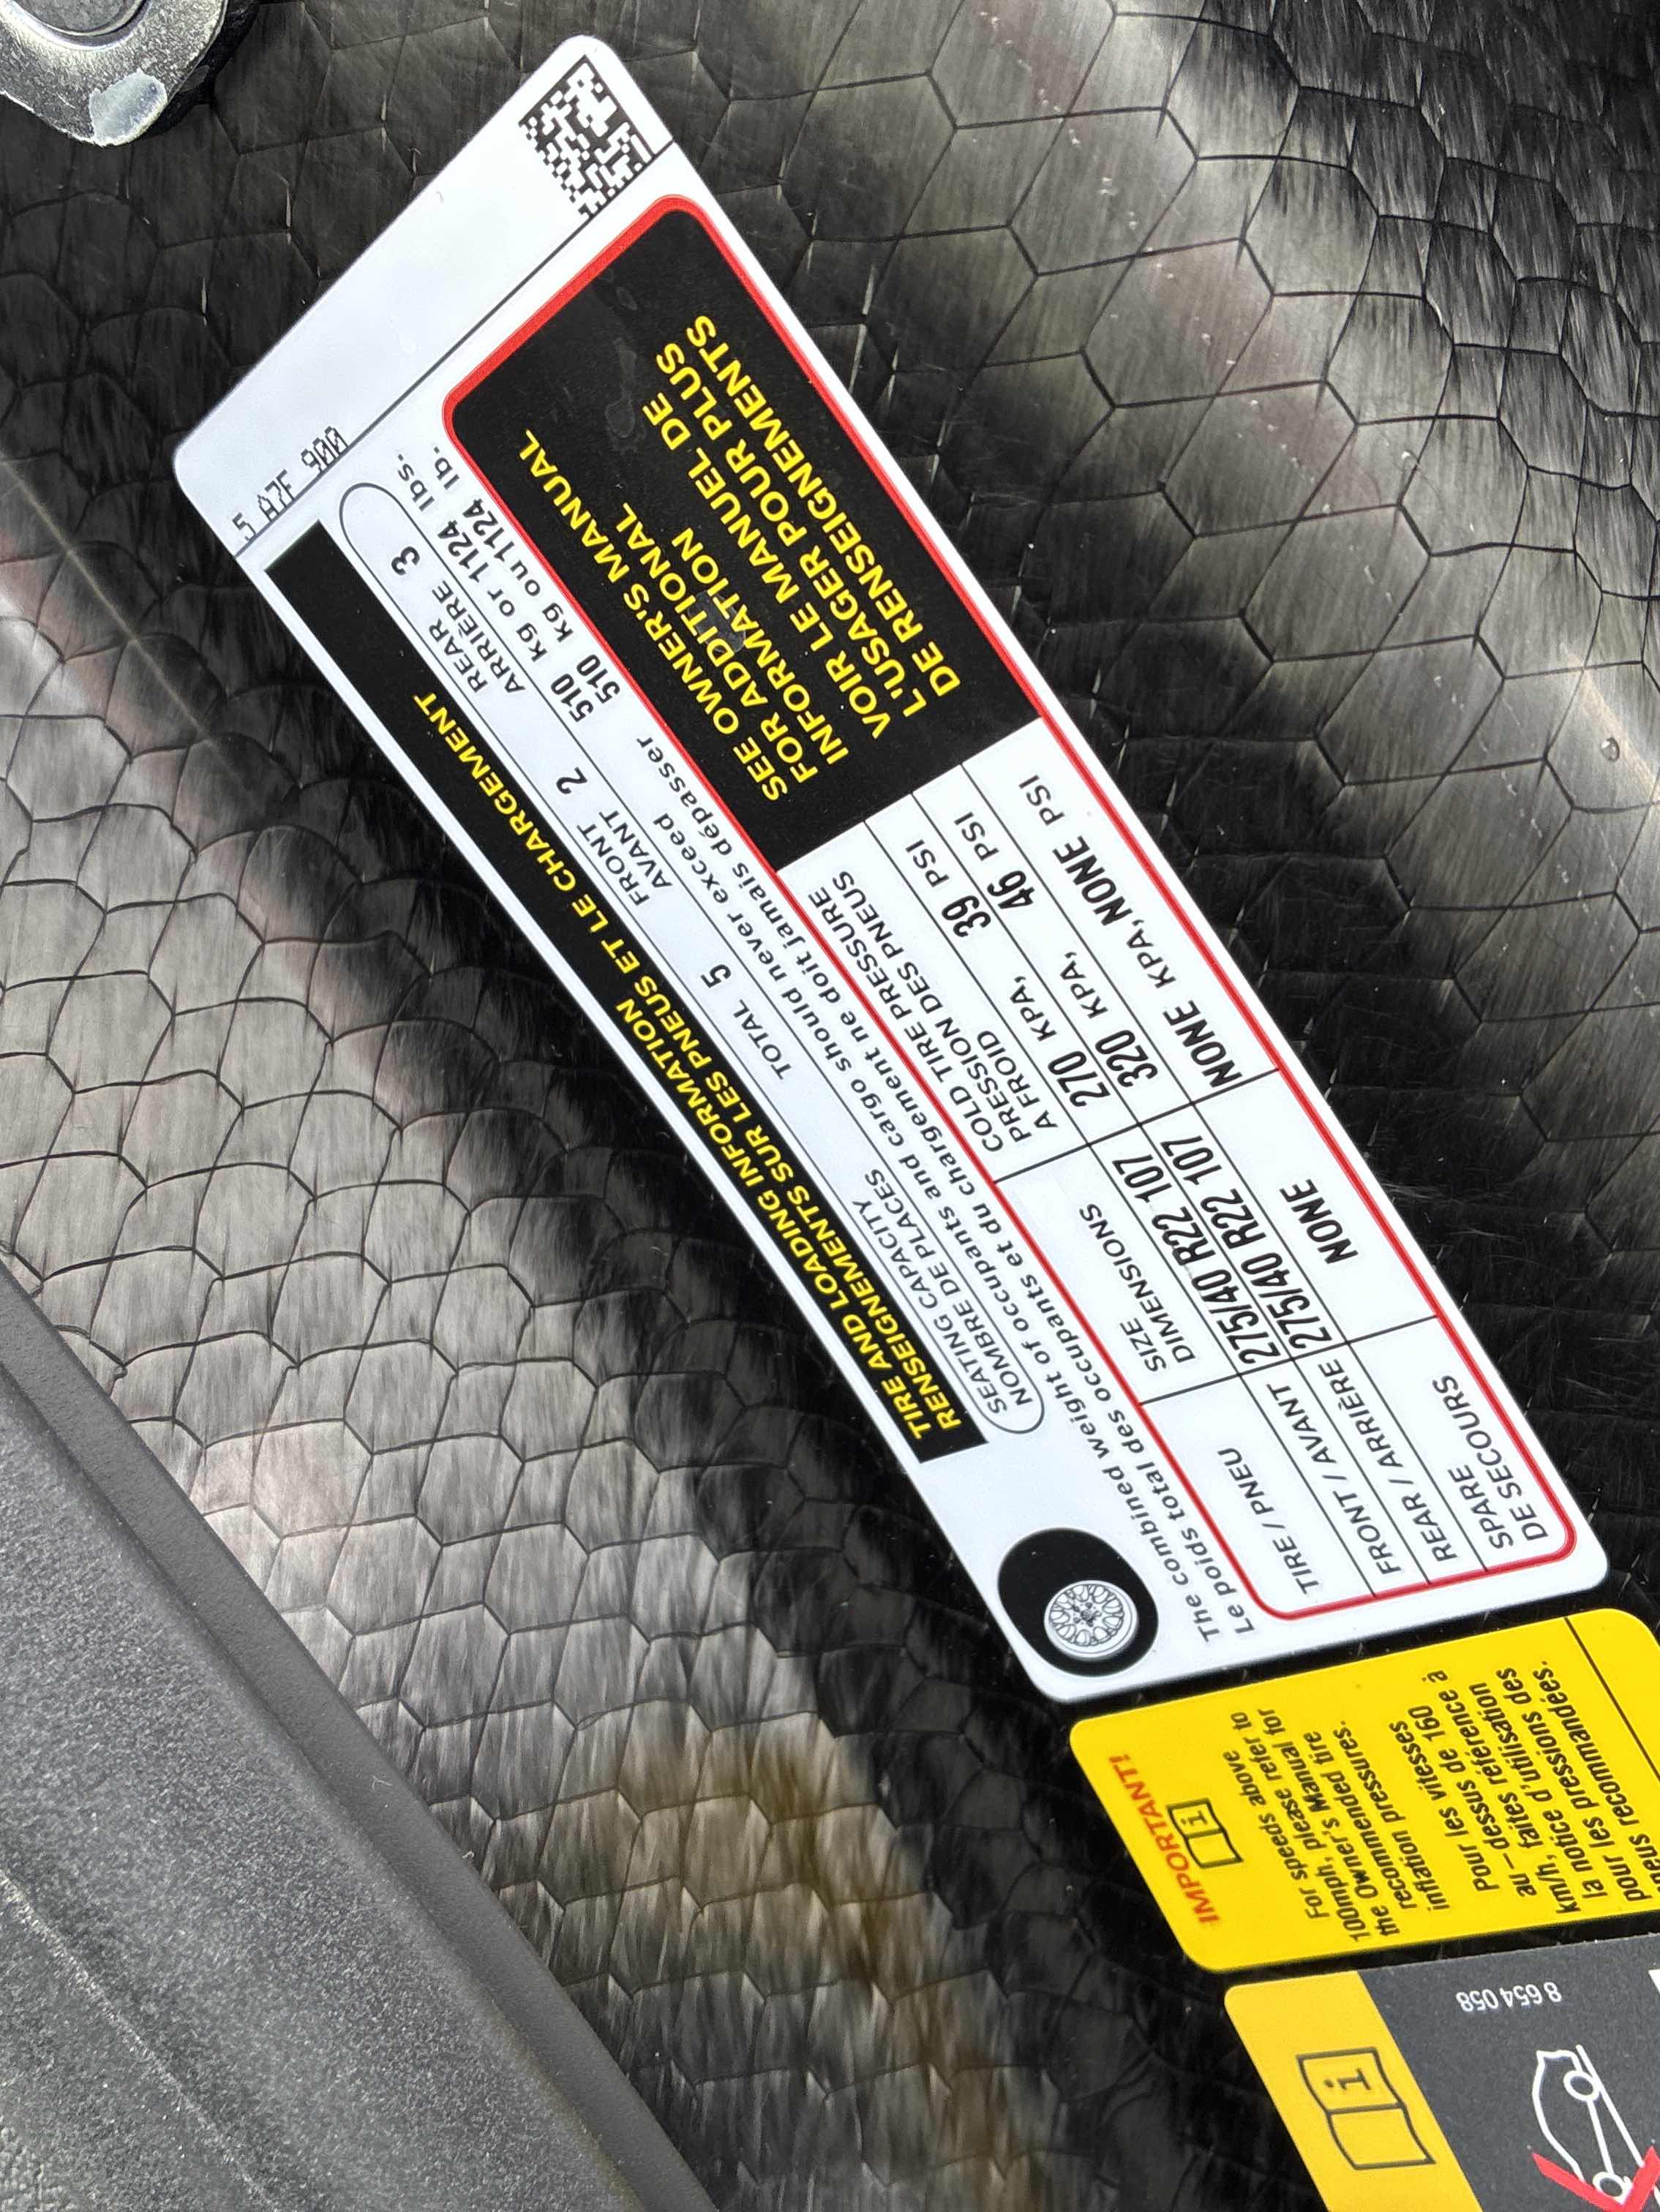 5 A7F 900
TIRE AND LOADING INFORMATION
RENSEIGNEMENTS SUR LES PNEUS ET LE CHARGEMENT
SEATING CAPACITY TOTAL 5 FRONT 2 REAR 3
NOMBRE DE PLACES AVANT ARRIÈRE
The combined weight of occupants and cargo should never exceed 510 kg or 1124 lbs.
Le poids total des occupants et du chargement ne doit jamais dépasser 510 kg ou 1124 lb.
TIRE / PNEU
SIZE
DIMENSIONS
COLD TIRE PRESSURE
PRESSION DES PNEUS
A FROID
FRONT / AVANT 275/40 R22 107 270 KPA, 39 PSI
REAR / ARRIÈRE 275/40 R22 107 320 KPA, 46 PSI
SPARE
DE SECOURS
NONE NONE KPA, NONE PSI
SEE OWNER'S MANUAL
FOR ADDITIONAL
INFORMATION
VOIR LE MANUEL DE
L'USAGER POUR PLUS
DE RENSEIGNEMENTS
IMPORTANT!
i
For speeds above
100mph, please refer to
the Owner's Manual for
recommended tire
inflation pressures.
Pour les vitesses
au-dessus de 160
km/h, faites référence à
la notice d'utilisation
pour les pressions des
pneus recommandées.
i
8 654 058